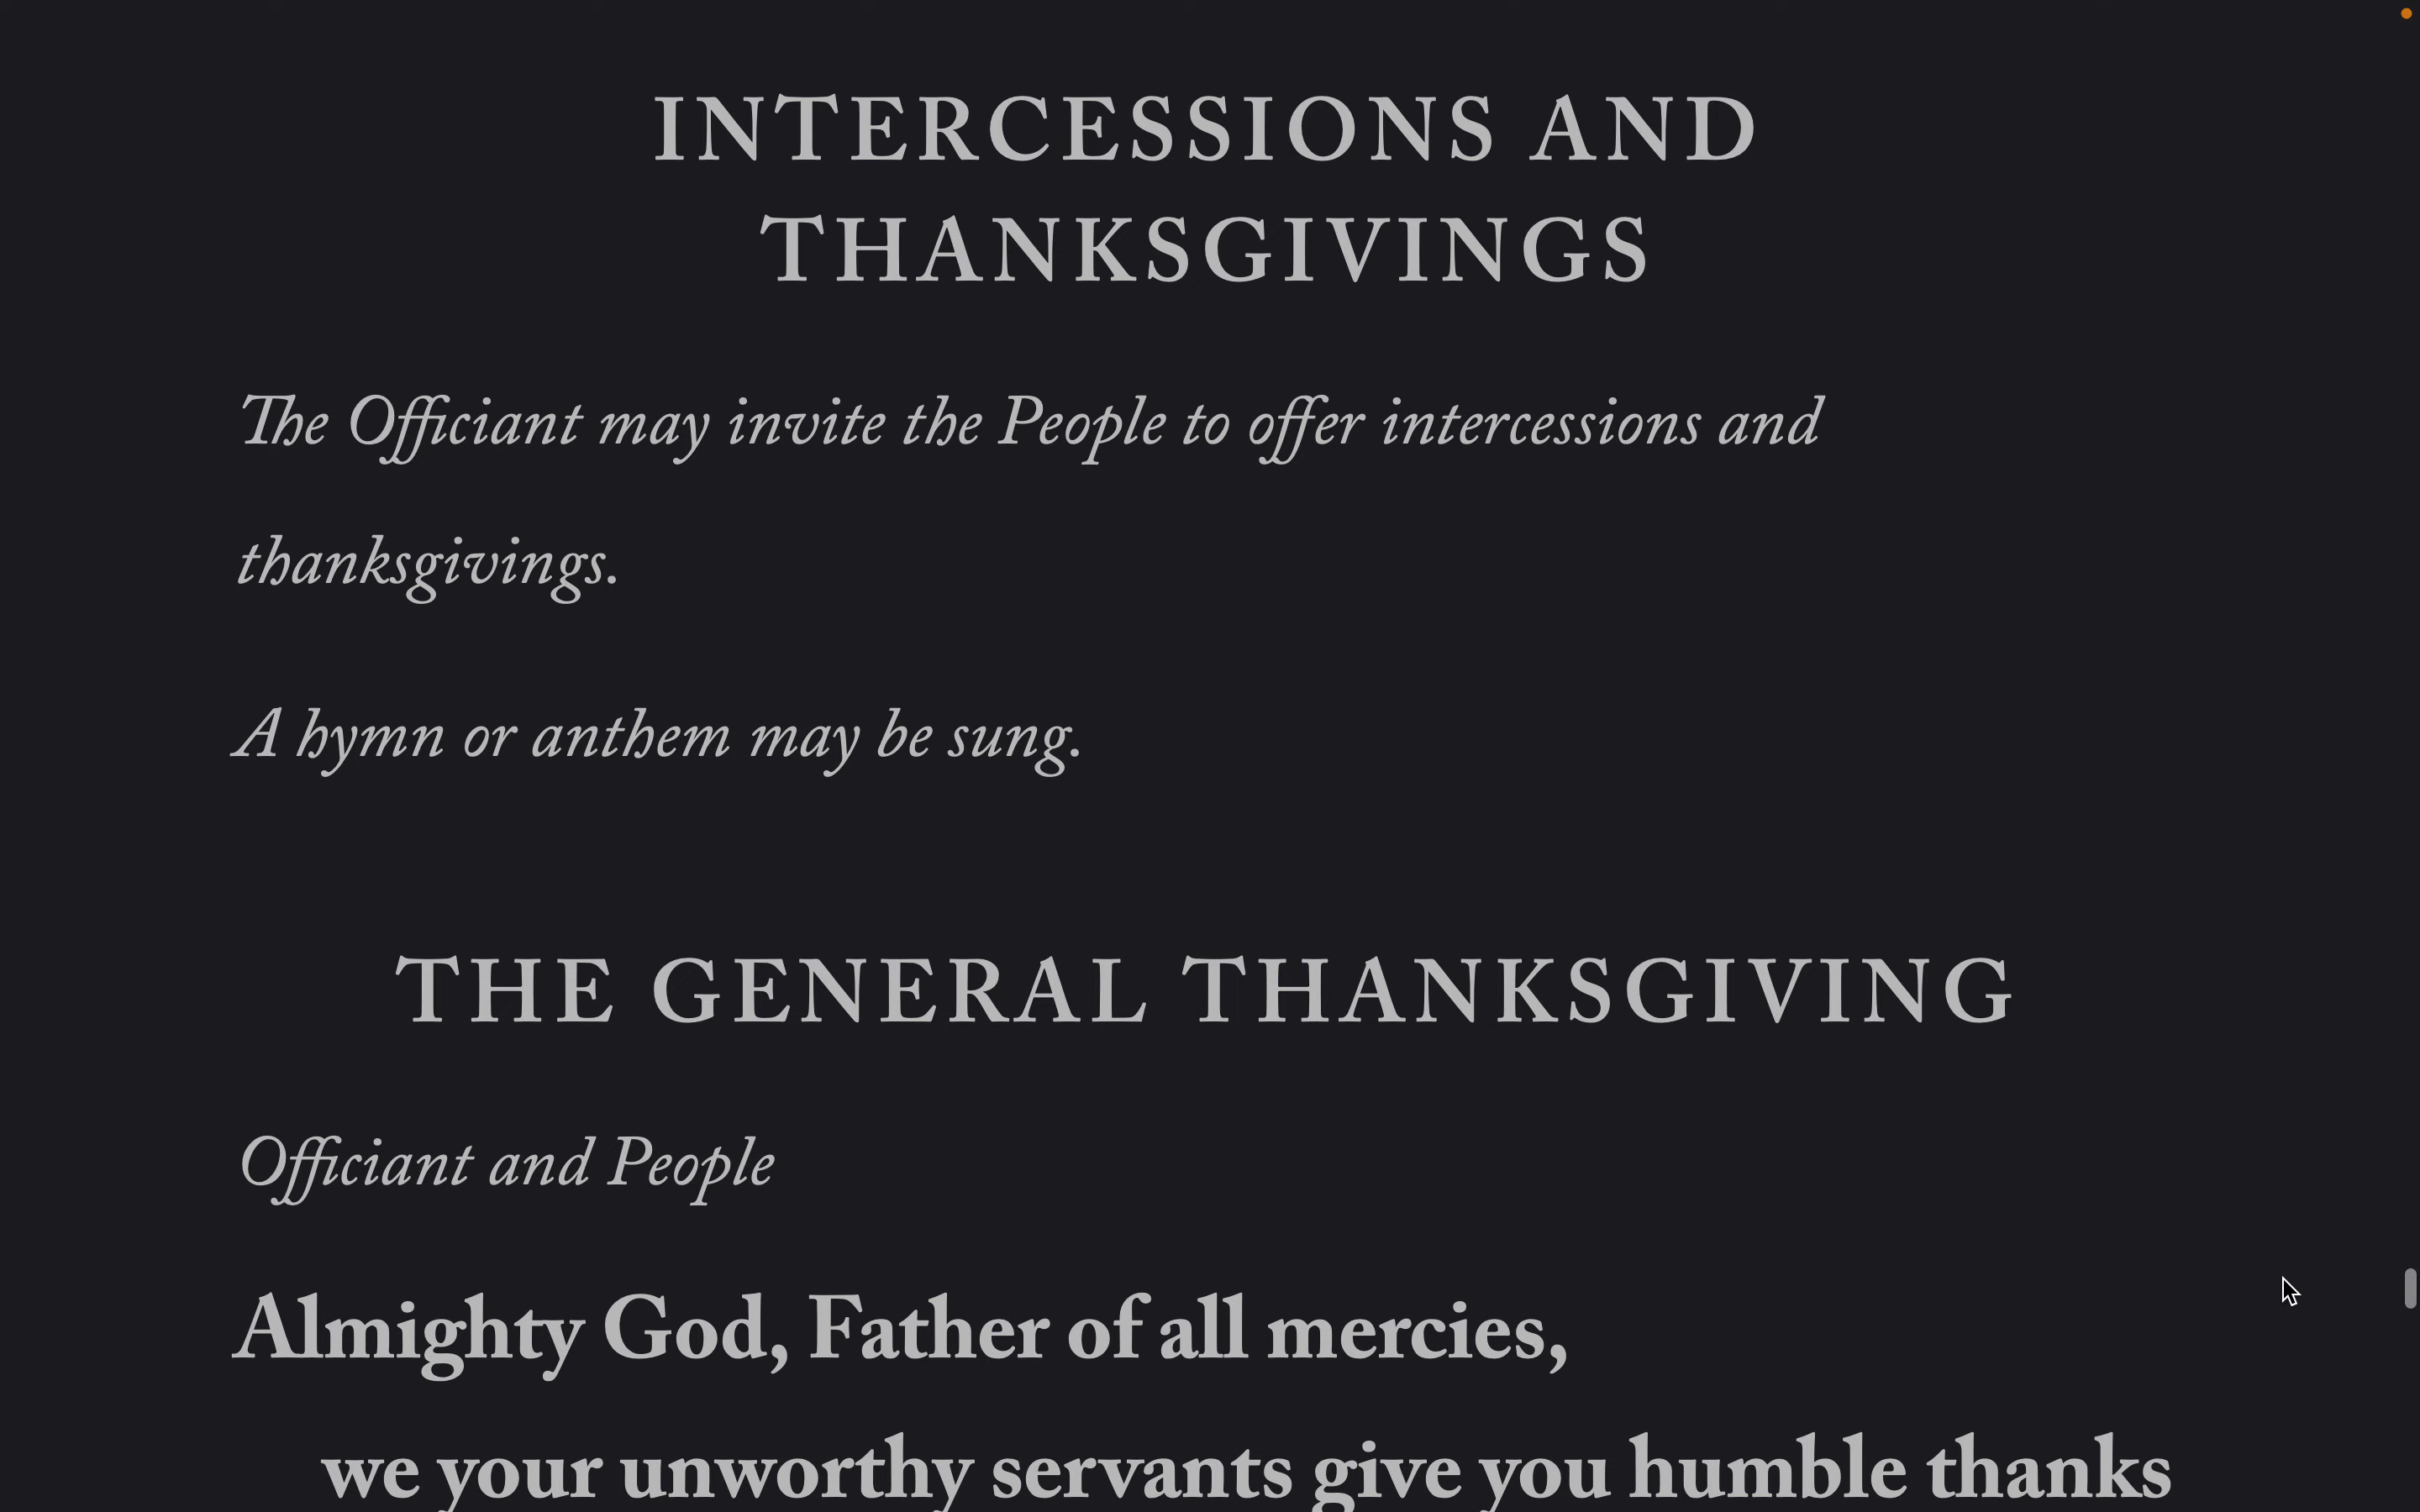 INTERCESSIONS AND
THANKSGIVINGS
The Officiant may invite the People to offer intercessions and
thanksgivings.
A hymn or anthem may be sung.
THE GENERAL THANKSGIVING
Officiant and People
Almighty God, Father of all mercies,
we your unworthy servants give you humble thanks